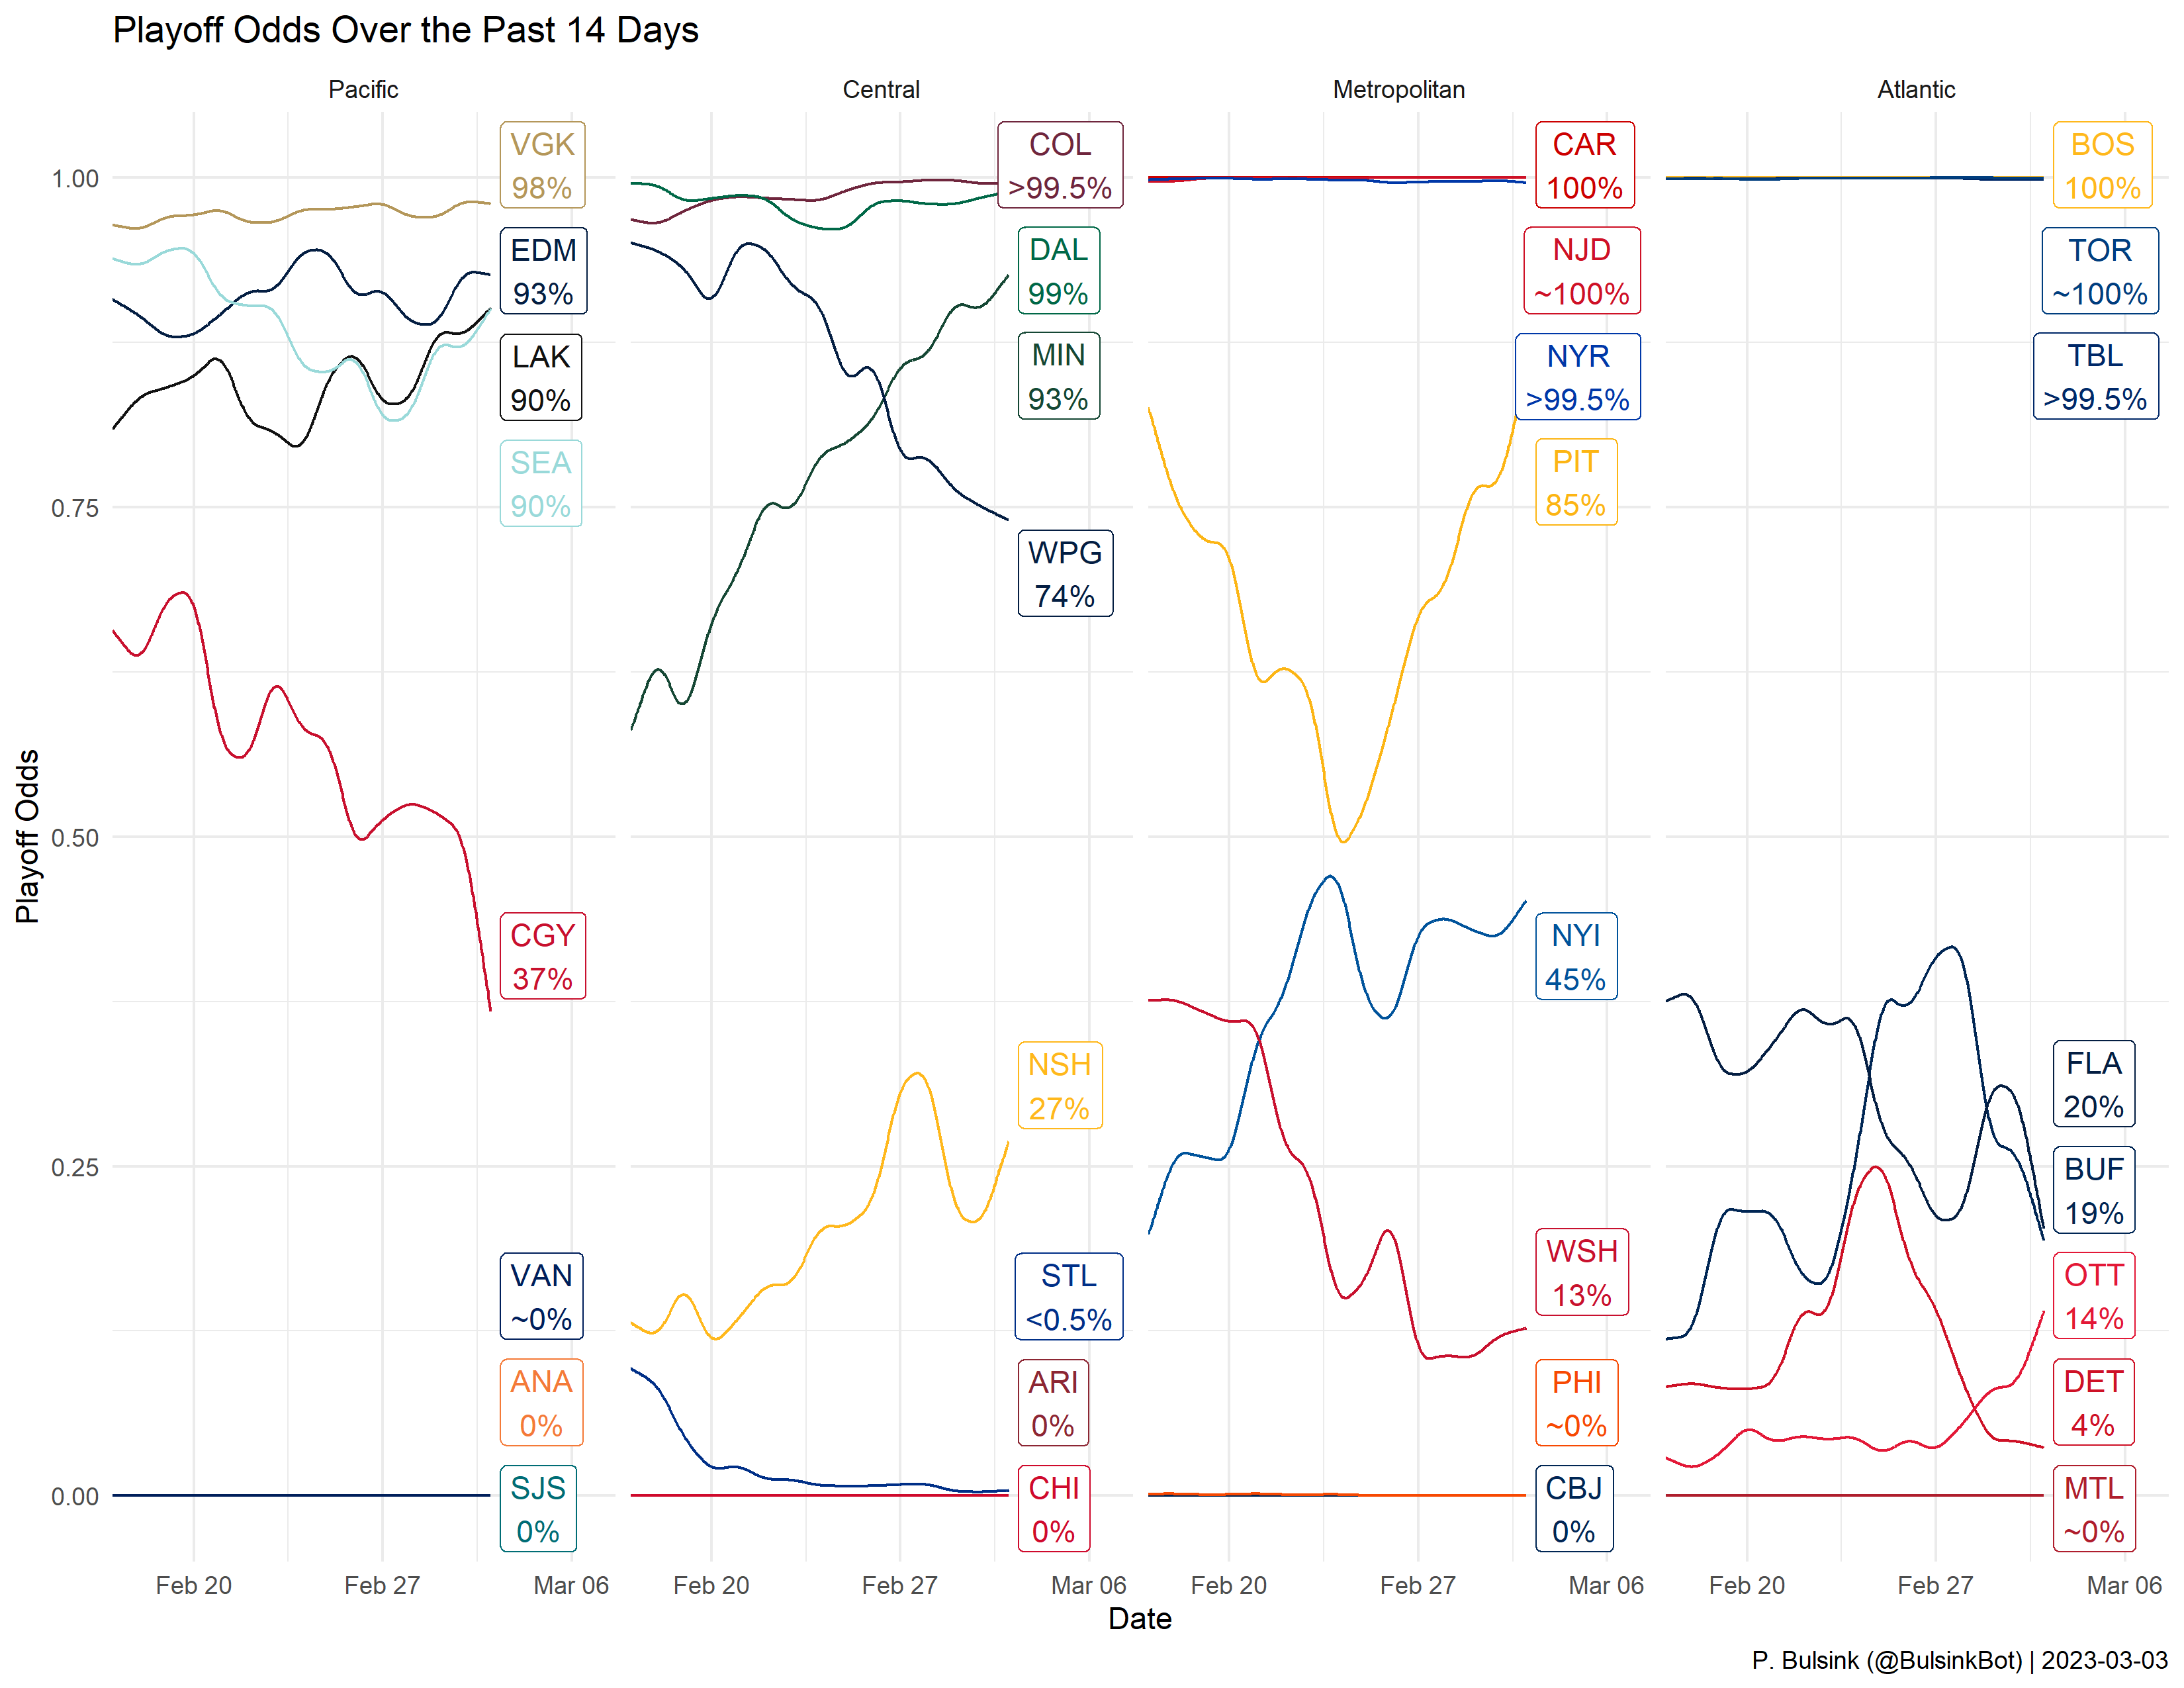 Playoff Odds Over the Past 14 Days
Pacific
Central
Metropolitan
Atlantic
Playoff Odds
1.00
0.75
0.50
0.25
0.00
VGK
98%
EDM
93%
LAK
90%
SEA
90%
CGY
37%
VAN
~0%
ANA
0%
SJS
0%
COL
>99.5%
DAL
99%
MIN
93%
WPG
74%
NSH
27%
STL
<0.5%
ARI
0%
CHI
0%
CAR
100%
NJD
~100%
NYR
>99.5%
PIT
85%
NYI
45%
WSH
13%
PHI
~0%
CBJ
0%
BOS
100%
TOR
~100%
TBL
>99.5%
FLA
20%
BUF
19%
OTT
14%
DET
4%
MTL
~0%
Feb 20 Feb 27 Mar 06
Feb 20 Feb 27 Mar 06
Feb 20 Feb 27 Mar 06
Feb 20 Feb 27 Mar 06
Date
P. Bulsink (@BulsinkBot) | 2023-03-03